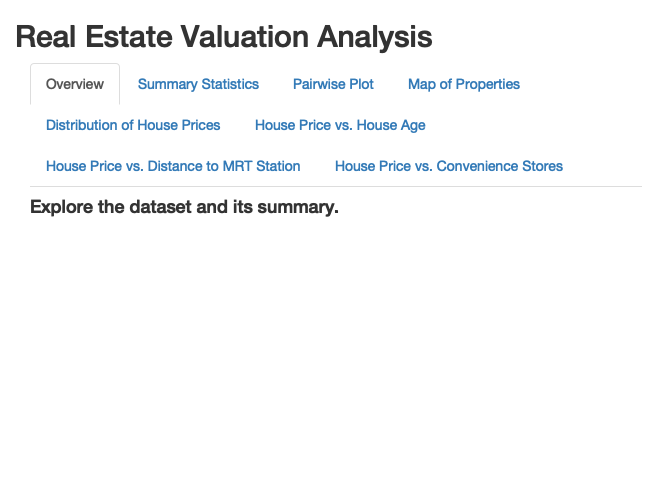 Real Estate Valuation Analysis
Overview Summary Statistics Pairwise Plot Map of Properties
Distribution of House Prices House Price vs. House Age
House Price vs. Distance to MRT Station House Price vs. Convenience Stores
Explore the dataset and its summary.